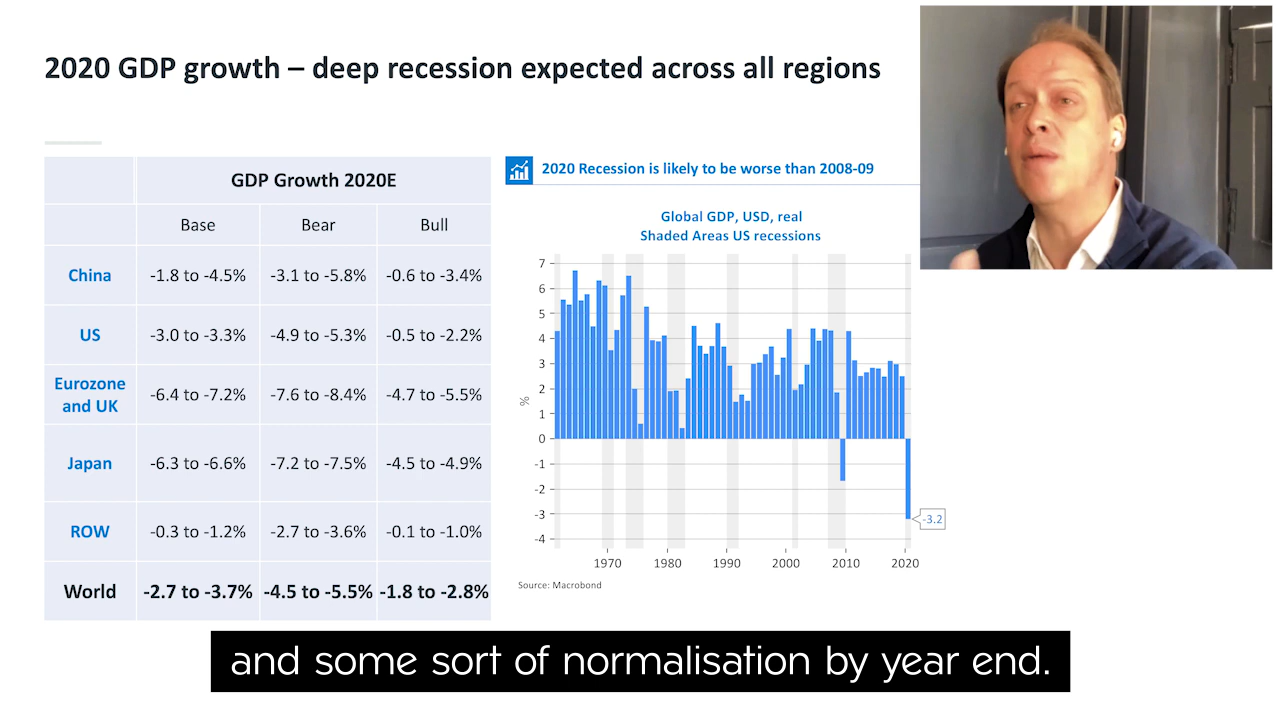 2020 GDP growth – deep recession expected across all regions
GDP Growth 2020E
Base Bear Bull
China -1.8 to -4.5% -3.1 to -5.8% -0.6 to -3.4%
US -3.0 to -3.3% -4.9 to -5.3% -0.5 to -2.2%
Eurozone
and UK -6.4 to -7.2% -7.6 to -8.4% -4.7 to -5.5%
Japan -6.3 to -6.6% -7.2 to -7.5% -4.5 to -4.9%
ROW -0.3 to -1.2% -2.7 to -3.6% -0.1 to -1.0%
World -2.7 to -3.7% -4.5 to -5.5% -1.8 to -2.8%
2020 Recession is likely to be worse than 2008-09
Global GDP, USD, real
Shaded Areas US recessions
7
6
5
4
3
2
%
1
0
-1
-2
-3
-4
-3.2
1970 1980 1990 2000 2010 2020
Source: Macrobond
and some sort of normalisation by year end.